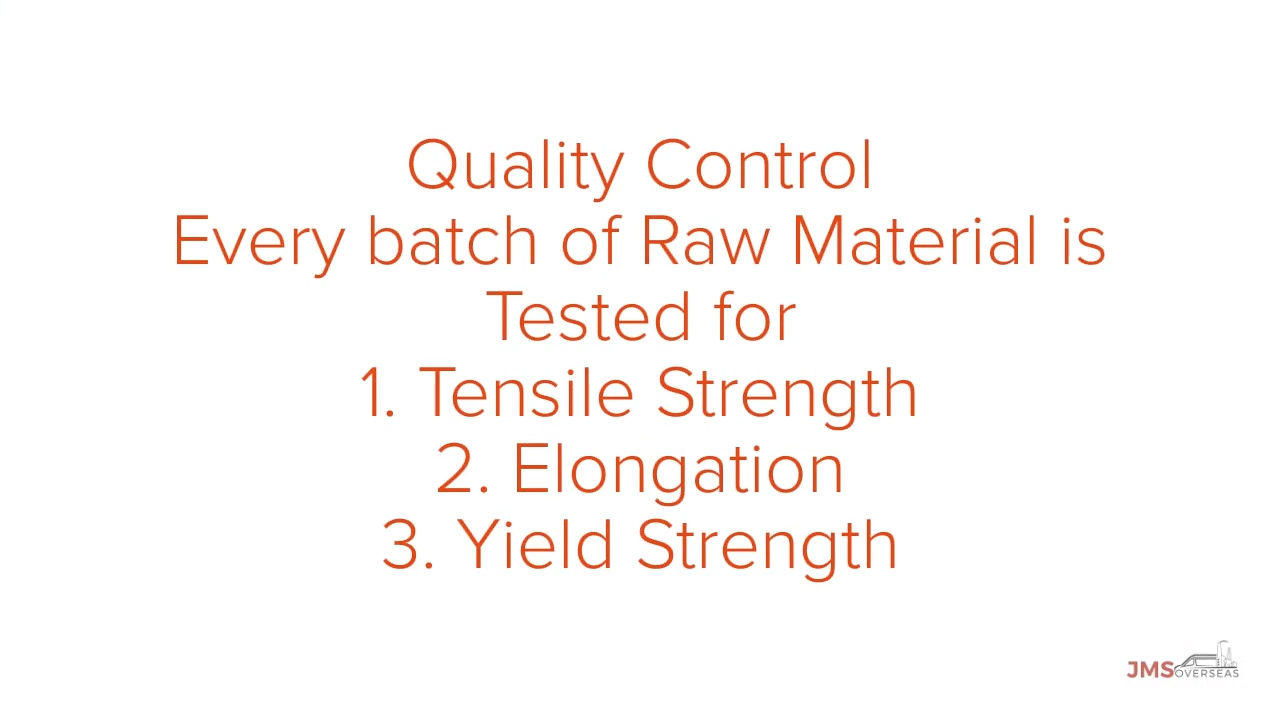 Quality Control
Every batch of Raw Material is
Tested for
1. Tensile Strength
2. Elongation
3. Yield Strength
JMS OVERSEAS